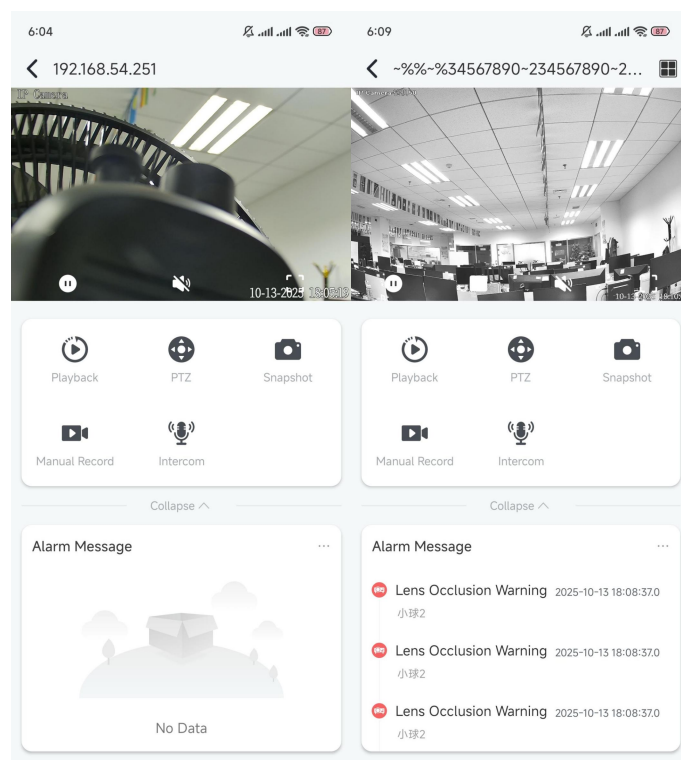 6:04
87
192.168.54.251
IP Camera
10-13-2025 18:05:13
Playback
PTZ
Snapshot
Manual Record
Intercom
Collapse
Alarm Message
No Data
6:09
87
~%%~%34567890~234567890~2...
Playback
PTZ
Snapshot
Manual Record
Intercom
Collapse
Alarm Message
Lens Occlusion Warning 2025-10-13 18:08:37.0
小球2
Lens Occlusion Warning 2025-10-13 18:08:37.0
小球2
Lens Occlusion Warning 2025-10-13 18:08:37.0
小球2